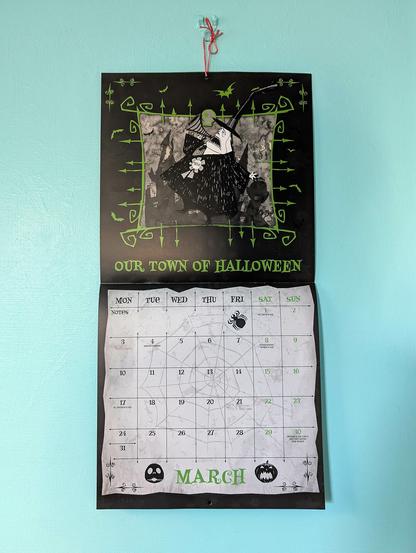 OUR TOWN OF HALLOWEEN
MON TUE WED THU FRI SAT SUN
NOTES 1 2
3 4 5 6 7 8 9
10 11 12 13 14 15 16
17 18 19 20 21 22 23
24 25 26 27 28 29 30
31
MARCH